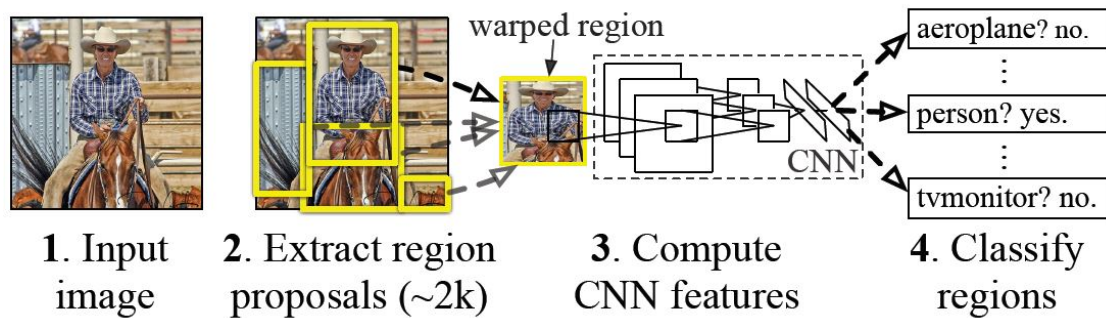 warped region
aeroplane? no.
⋮
person? yes.
⋮
tvmonitor? no.
CNN
1. Input
image
2. Extract region
proposals (~2k)
3. Compute
CNN features
4. Classify
regions